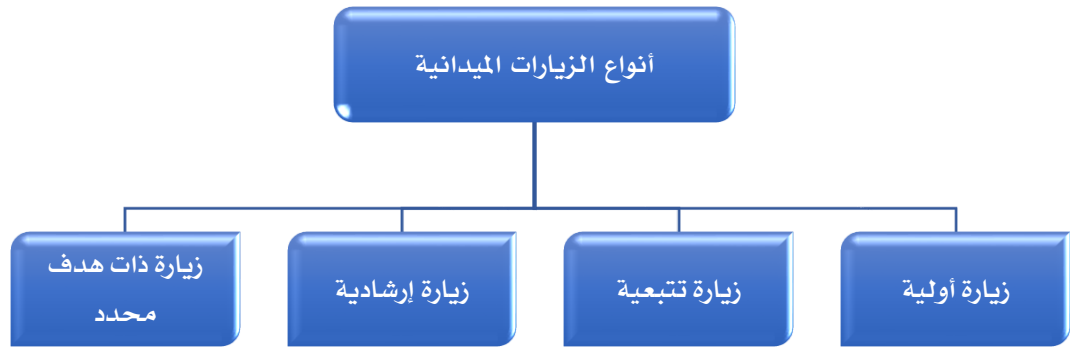 أنواع الزيارات الميدانية
زيارة أولية
زيارة تتبعية
زيارة إرشادية
زيارة ذات هدف
محدد